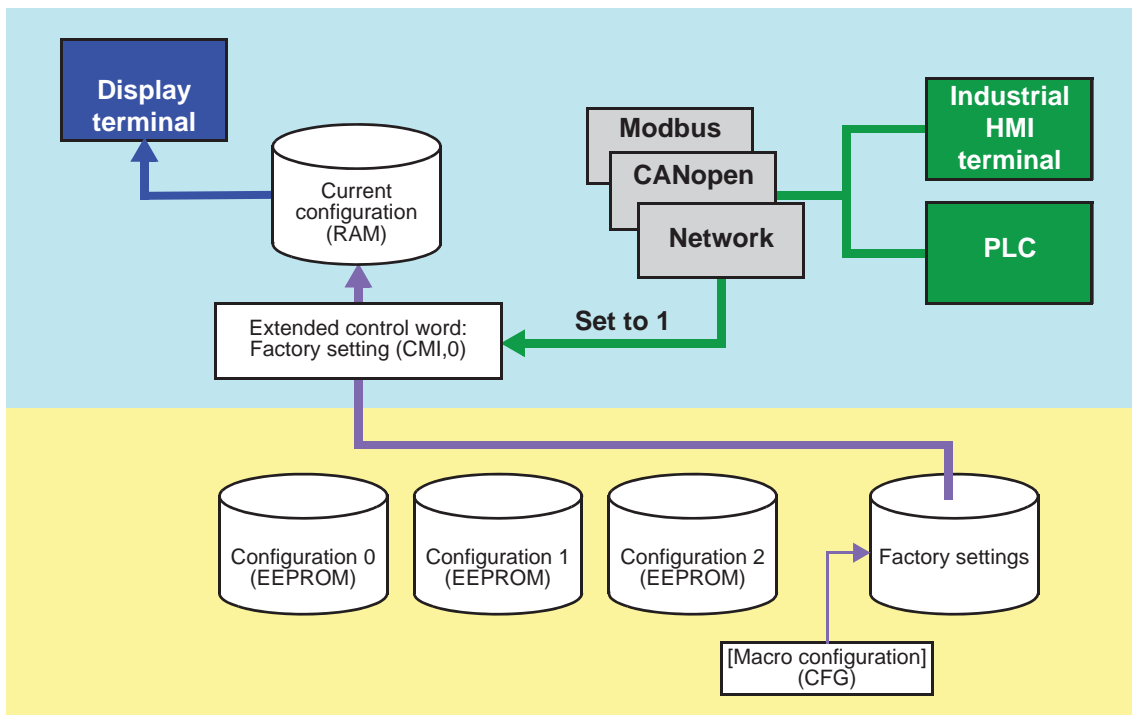 Display
terminal
Current
configuration
(RAM)
Modbus
CANopen
Network
Industrial
HMI
terminal
PLC
Set to 1
Extended control word:
Factory setting (CMI,0)
Configuration 0
(EEPROM)
Configuration 1
(EEPROM)
Configuration 2
(EEPROM)
Factory settings
[Macro configuration]
(CFG)